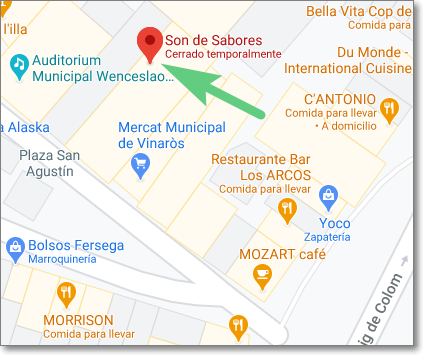 Bella Vita Cop de
Comida para
l'illa
Son de Sabores
Cerrado temporalmente
Du Monde -
International Cuisine
Auditorium
Municipal Wenceslao...
C'ANTONIO
Comida para llevar
• A domicilio
a Alaska
Mercat Municipal
de Vinaròs
Plaza San
Agustín
Restaurante Bar
Los ARCOS
Comida para llevar
Yoco
Zapatería
Bolsos Fersega
Marroquinería
MOZART café
MORRISON
Comida para llevar
ig de Colom